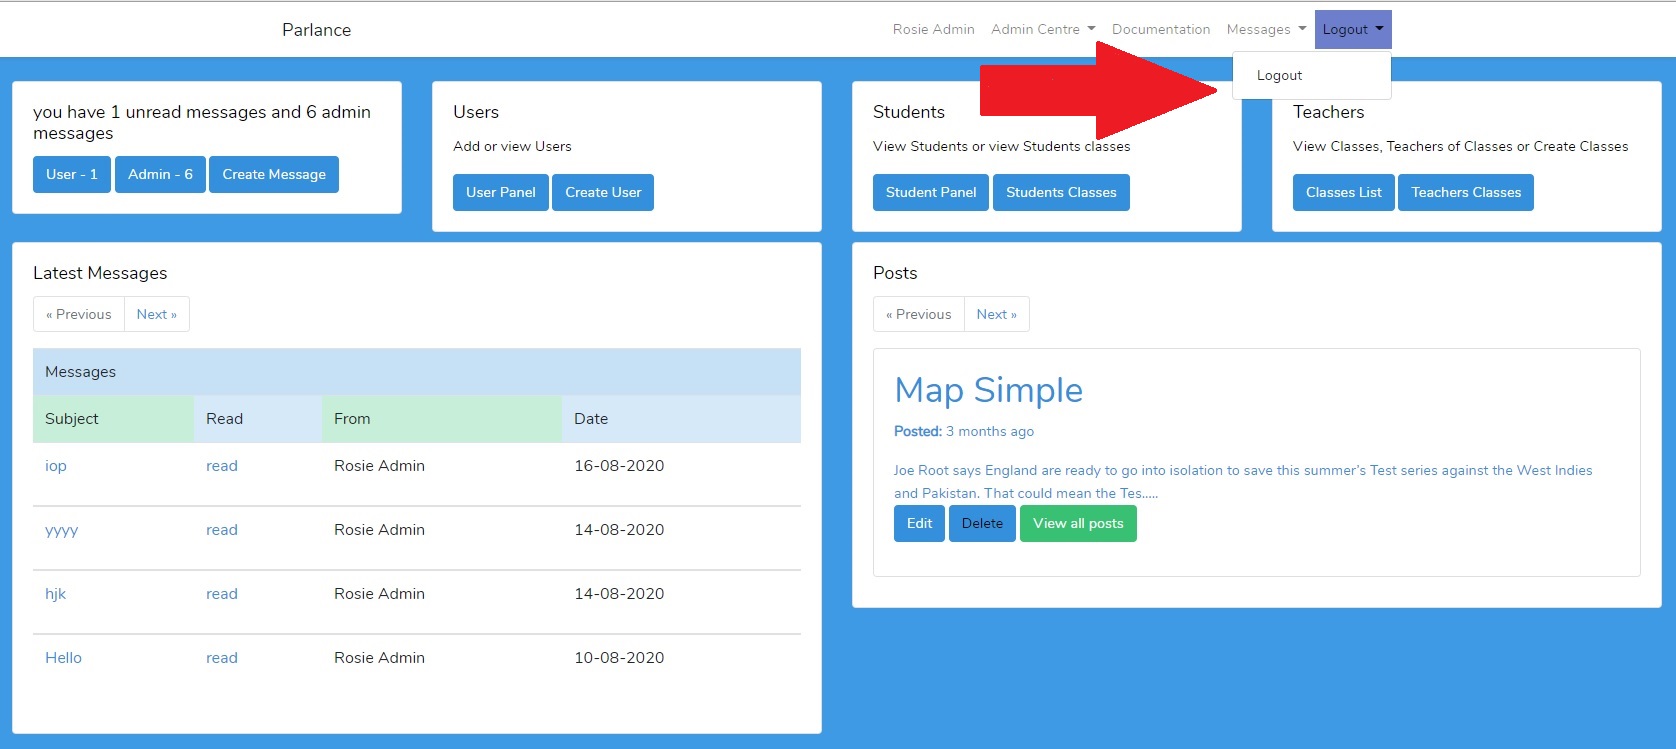 Parlance
Rosie Admin Admin Centre Documentation Messages Logout
Logout
you have 1 unread messages and 6 admin
messages
User - 1 Admin - 6 Create Message
Users
Add or view Users
User Panel Create User
Students
View Students or view Students classes
Student Panel Students Classes
Teachers
View Classes, Teachers of Classes or Create Classes
Classes List Teachers Classes
Latest Messages
« Previous Next »
Messages
Subject Read From Date
iop read Rosie Admin 16-08-2020
yyyy read Rosie Admin 14-08-2020
hjk read Rosie Admin 14-08-2020
Hello read Rosie Admin 10-08-2020
Posts
« Previous Next »
Map Simple
Posted: 3 months ago
Joe Root says England are ready to go into isolation to save this summer's Test series against the West Indies
and Pakistan. That could mean the Tes.....
Edit Delete View all posts